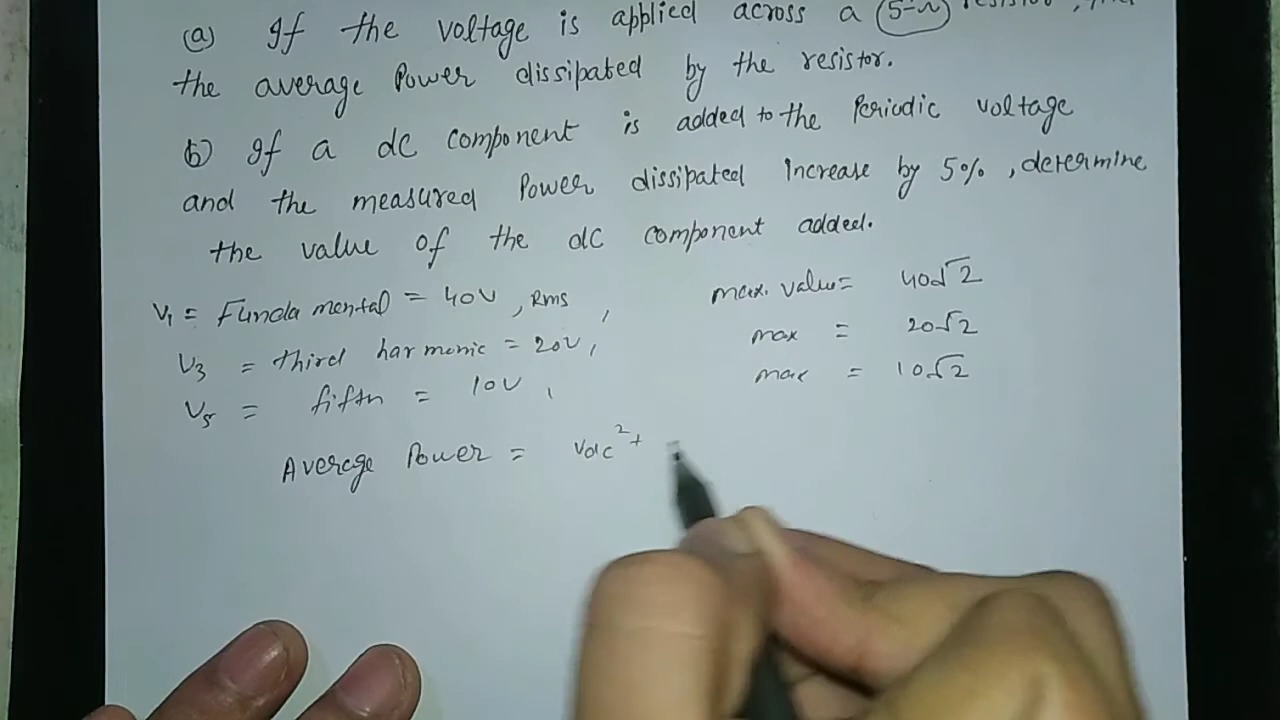 (a) If the voltage is applied across a (5-Ω)
the average Power dissipated by the resistor.
(b) If a dc component is added to the Periodic voltage
and the measured Power dissipated Increase by 5%, determine
the value of the dc component added.
V₁ = Fundamental = 40V, Rms, max. value = 40√2
V₃ = third harmonic = 20V, max = 20√2
V₅ = fifth = 10V, max = 10√2
Average Power = Vdc² +